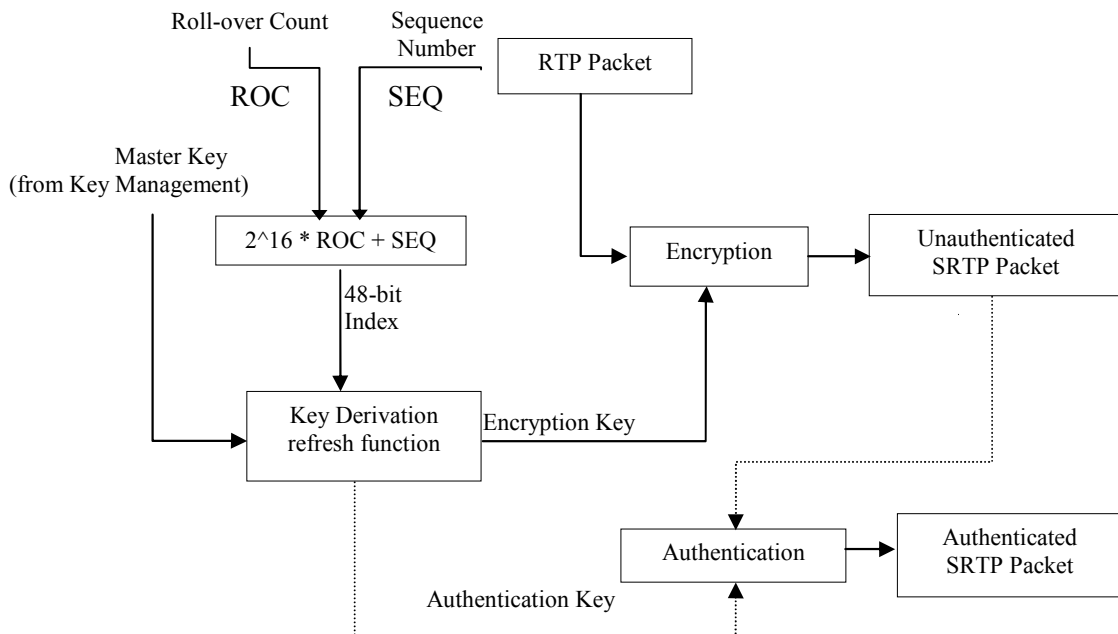 Roll-over Count
Sequence
Number
RTP Packet
ROC
SEQ
Master Key
(from Key Management)
2^16 * ROC + SEQ
Encryption
Unauthenticated
SRTP Packet
48-bit
Index
Key Derivation
refresh function
Encryption Key
Authentication
Authenticated
SRTP Packet
Authentication Key